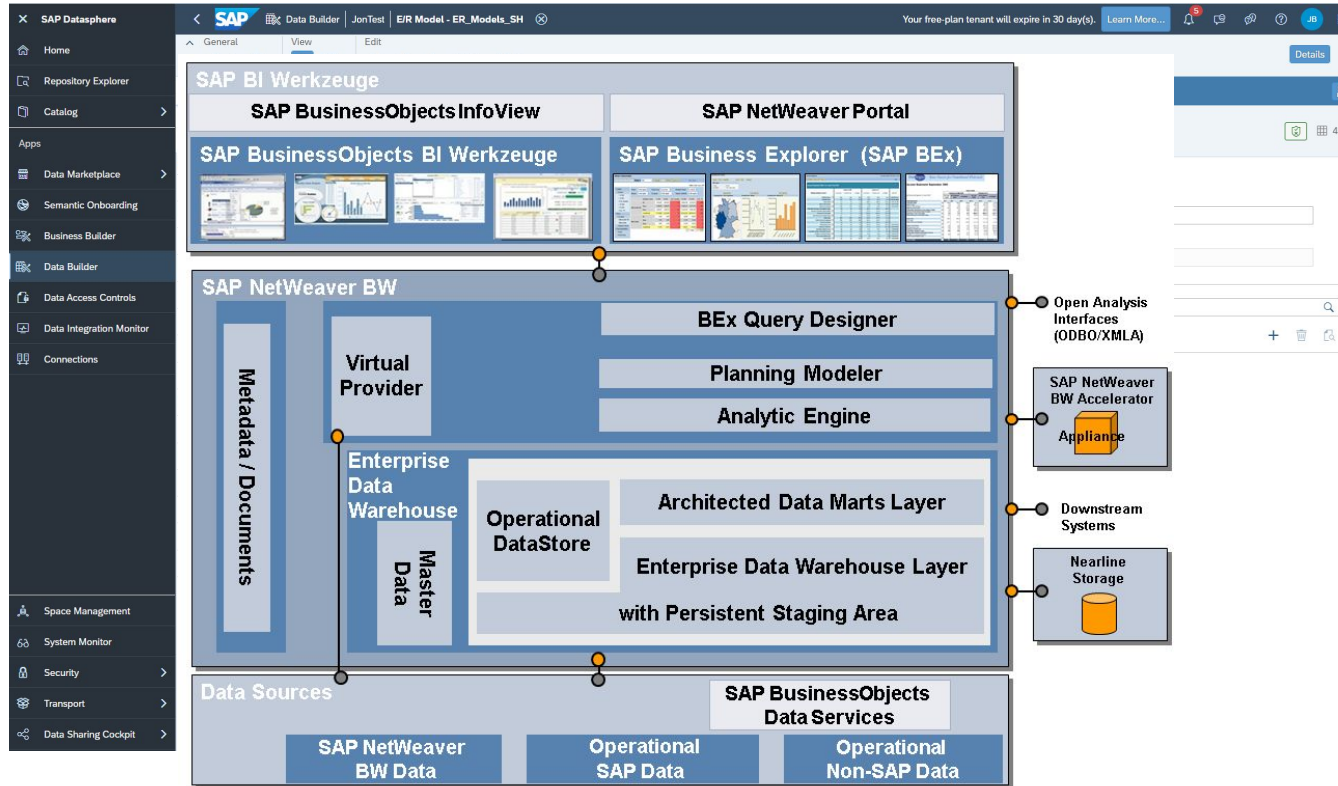 SAP Datasphere
SAP Data Builder JonTest E/R Model - ER_Models_SH
Your free-plan tenant will expire in 30 day(s). Learn More... 5 JB
General View Edit
Details
4
Home
Repository Explorer
Catalog
Apps
Data Marketplace
Semantic Onboarding
Business Builder
Data Builder
Data Access Controls
Data Integration Monitor
Connections
Space Management
System Monitor
Security
Transport
Data Sharing Cockpit
SAP BI Werkzeuge
SAP BusinessObjects InfoView
SAP NetWeaver Portal
SAP BusinessObjects BI Werkzeuge
SAP Business Explorer (SAP BEx)
SAP NetWeaver BW
Metadata / Documents
Virtual
Provider
BEx Query Designer
Planning Modeler
Analytic Engine
Enterprise
Data
Warehouse
Master
Data
Operational
DataStore
Architected Data Marts Layer
Enterprise Data Warehouse Layer
with Persistent Staging Area
Open Analysis
Interfaces
(ODBO/XMLA)
SAP NetWeaver
BW Accelerator
Appliance
Downstream
Systems
Nearline
Storage
Data Sources
SAP BusinessObjects
Data Services
SAP NetWeaver
BW Data
Operational
SAP Data
Operational
Non-SAP Data